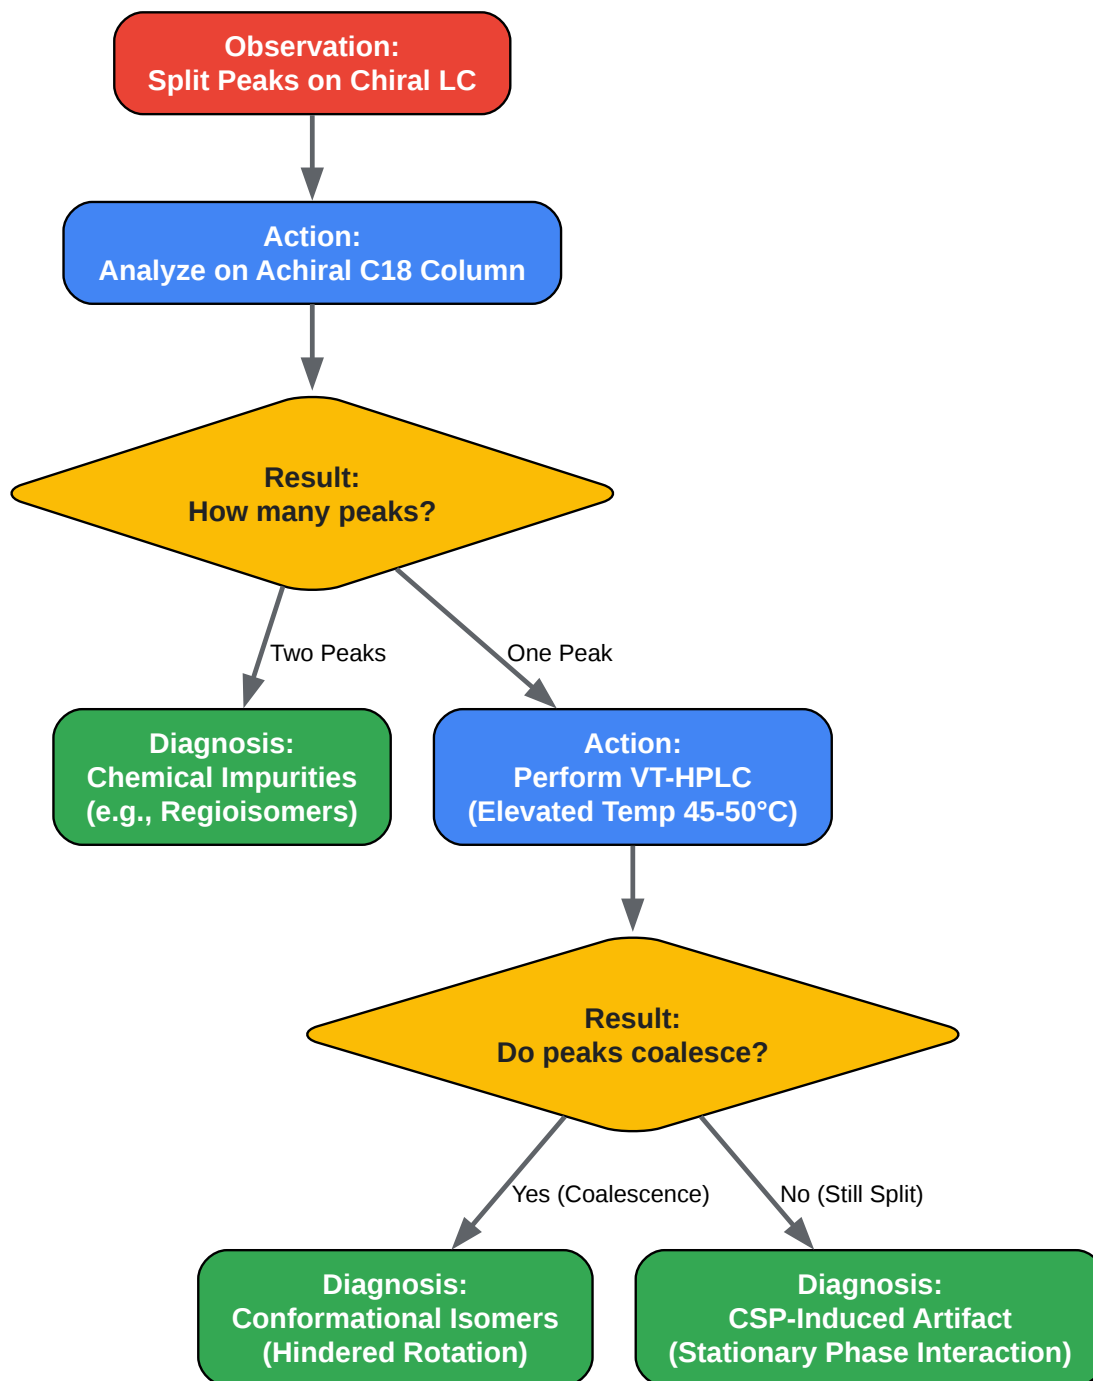 Observation:
Split Peaks on Chiral LC
Action:
Analyze on Achiral C18 Column
Result:
How many peaks?
Two Peaks
One Peak
Diagnosis:
Chemical Impurities
(e.g., Regioisomers)
Action:
Perform VT-HPLC
(Elevated Temp 45-50°C)
Result:
Do peaks coalesce?
Yes (Coalescence)
No (Still Split)
Diagnosis:
Conformational Isomers
(Hindered Rotation)
Diagnosis:
CSP-Induced Artifact
(Stationary Phase Interaction)